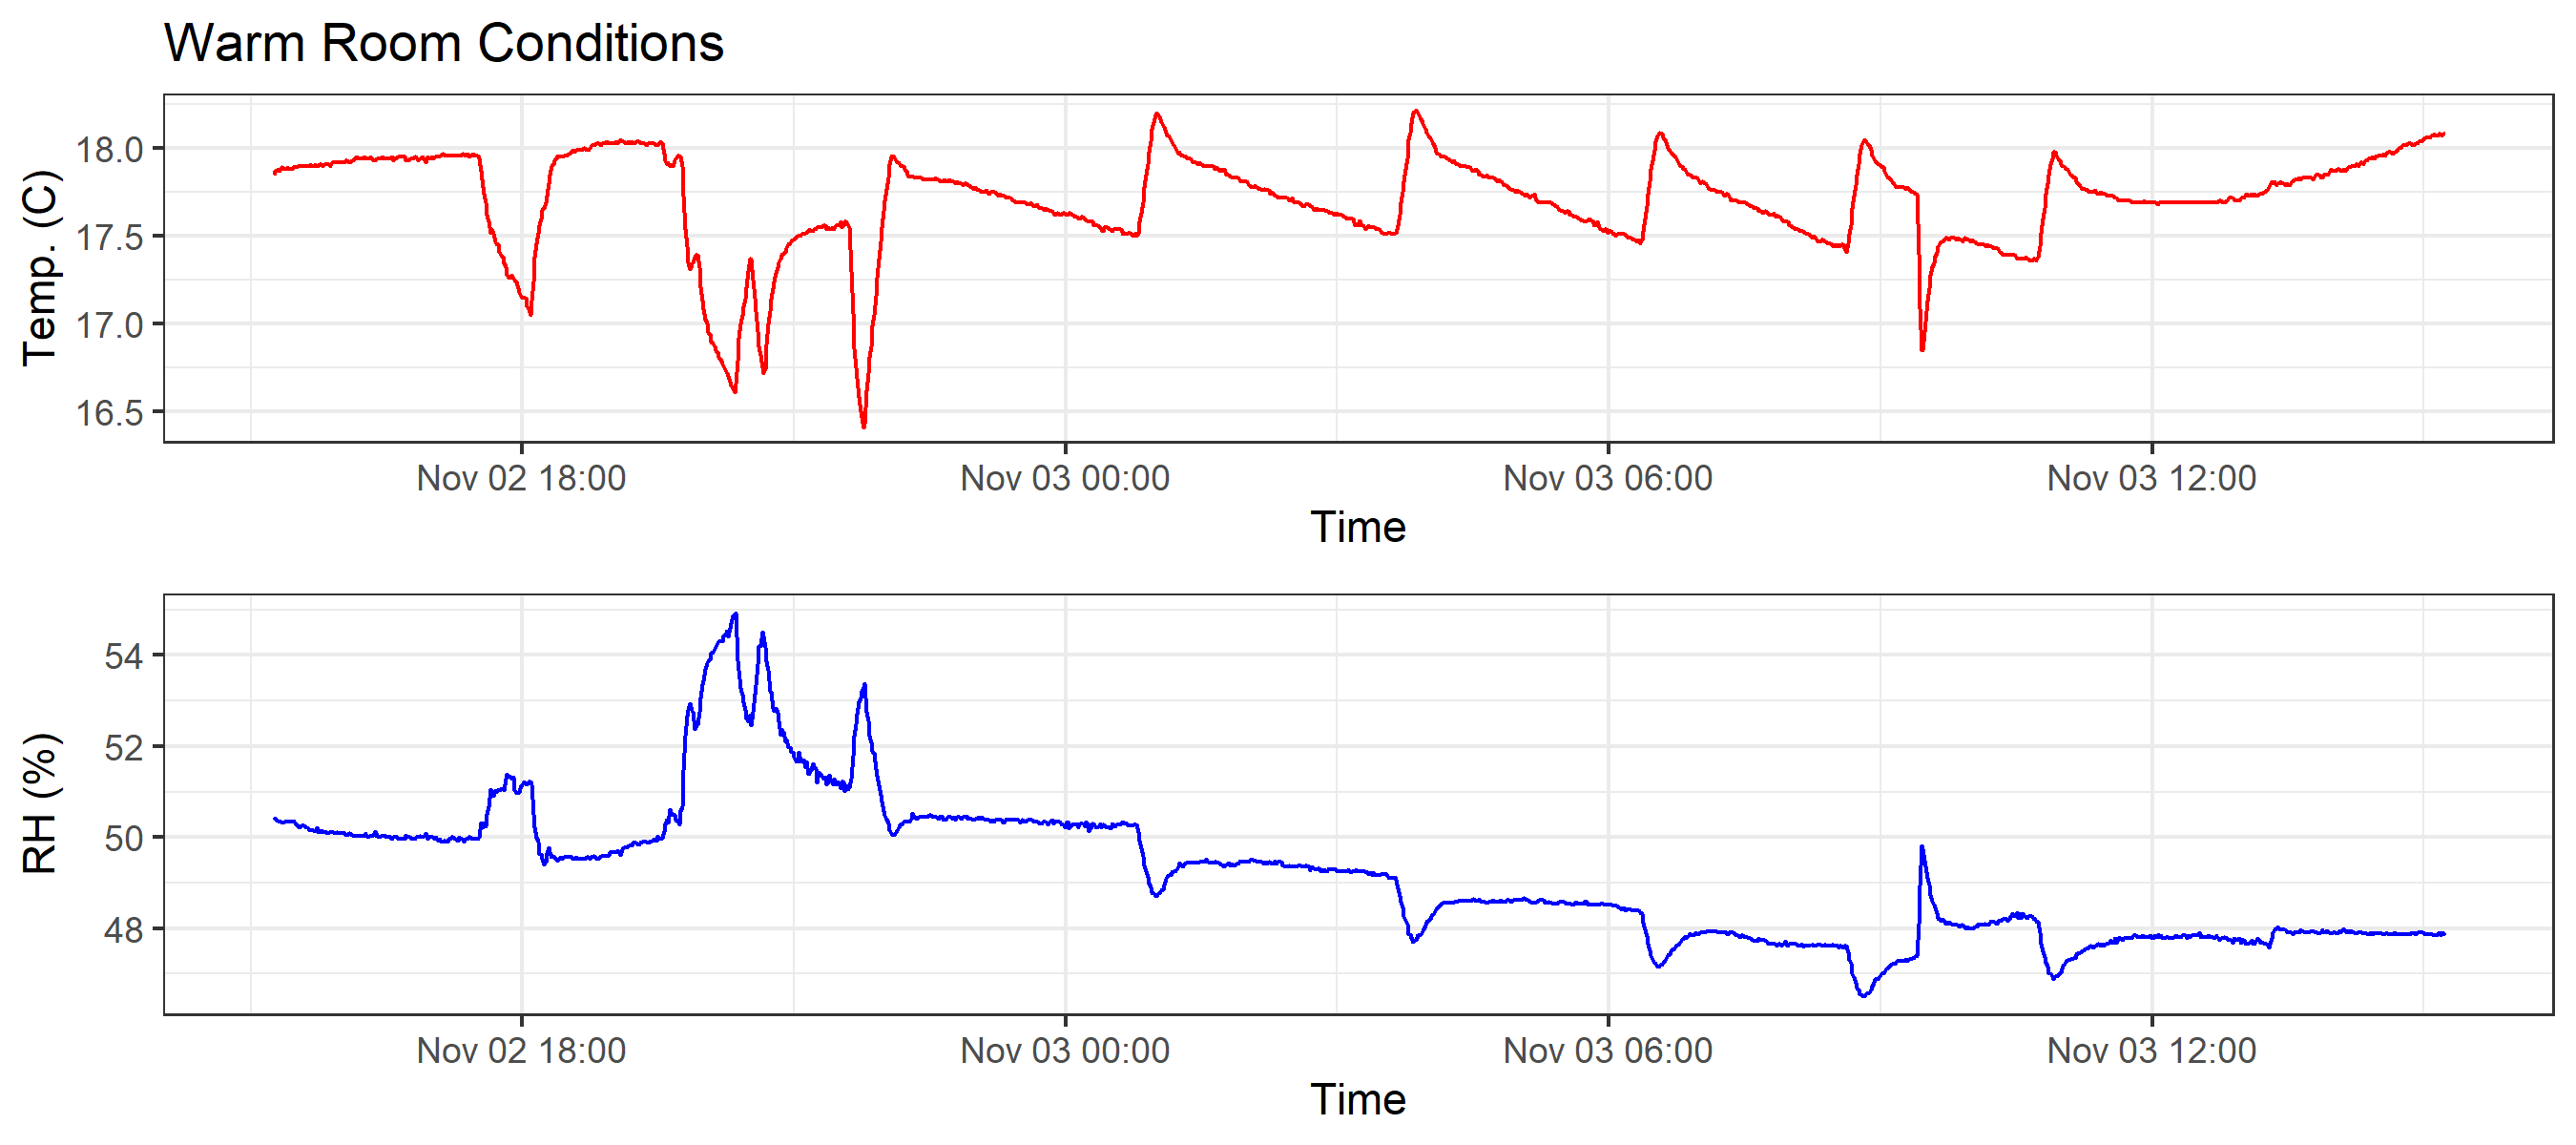 Warm Room Conditions
Temp. (C)
18.0
17.5
17.0
16.5
Nov 02 18:00 Nov 03 00:00 Nov 03 06:00 Nov 03 12:00
Time
RH (%)
54
52
50
48
Nov 02 18:00 Nov 03 00:00 Nov 03 06:00 Nov 03 12:00
Time